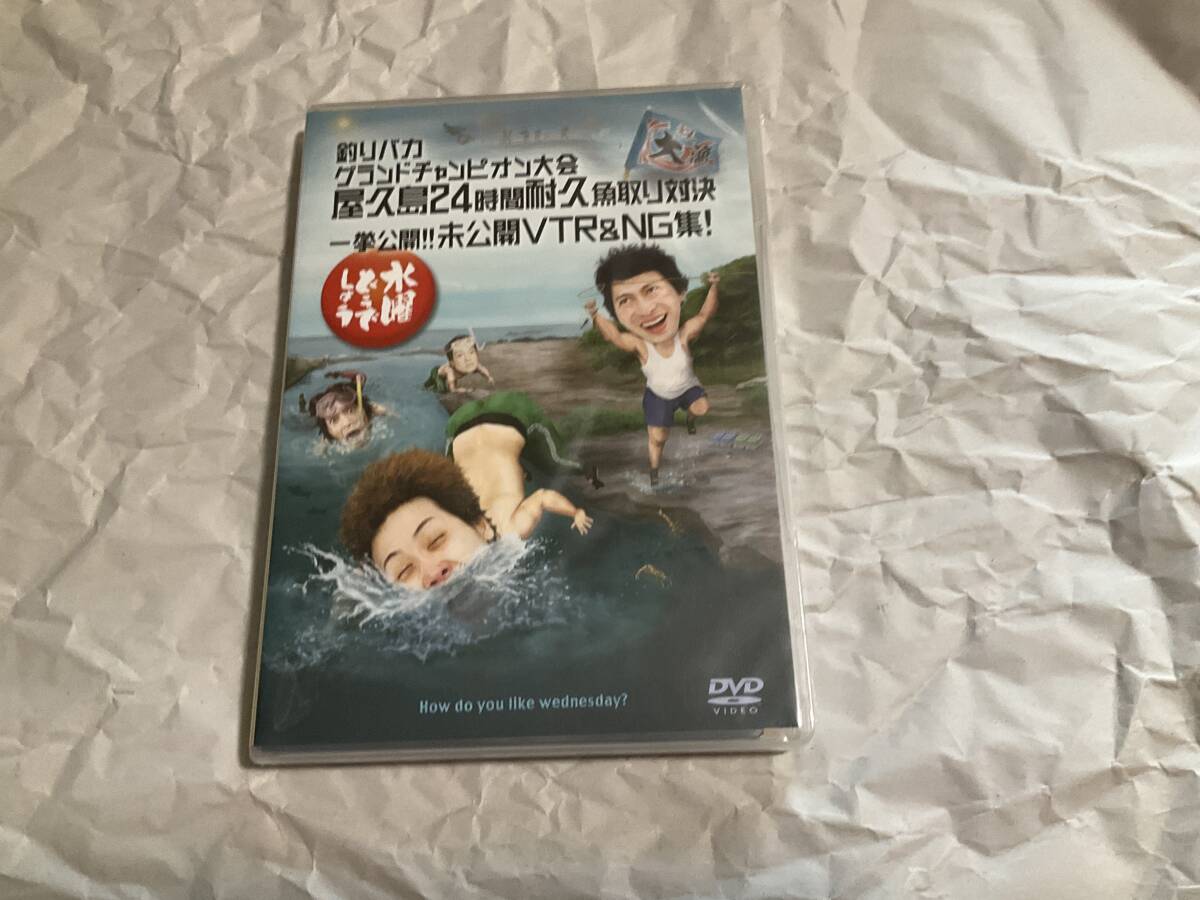 釣りバカ
グランドチャンピオン大会
屋久島24時間耐久魚取り対決
一挙公開!!未公開VTR&NG集!
大漁
水曜
どうで
しょう
How do you like wednesday?
DVD
VIDEO